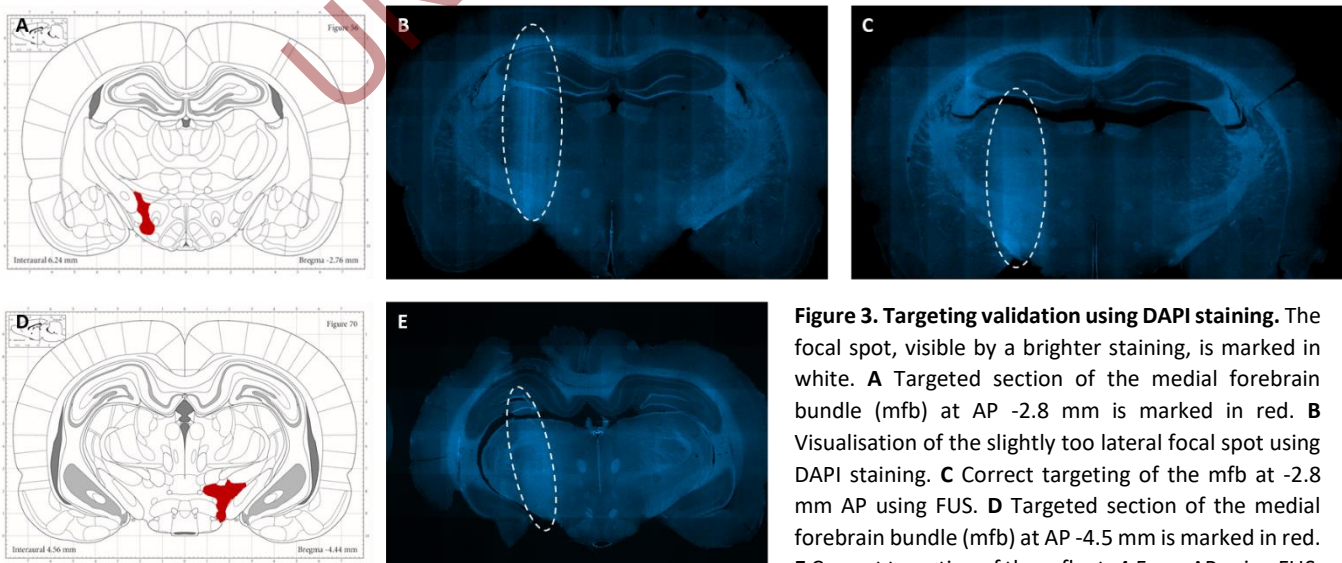 A
Figure 56
Interaural 6.24 mm
Bregma -2.76 mm
B
C
D
Figure 70
Interaural 4.56 mm
Bregma -4.44 mm
E
Figure 3. Targeting validation using DAPI staining. The
focal spot, visible by a brighter staining, is marked in
white. A Targeted section of the medial forebrain
bundle (mfb) at AP -2.8 mm is marked in red. B
Visualisation of the slightly too lateral focal spot using
DAPI staining. C Correct targeting of the mfb at -2.8
mm AP using FUS. D Targeted section of the medial
forebrain bundle (mfb) at AP -4.5 mm is marked in red.